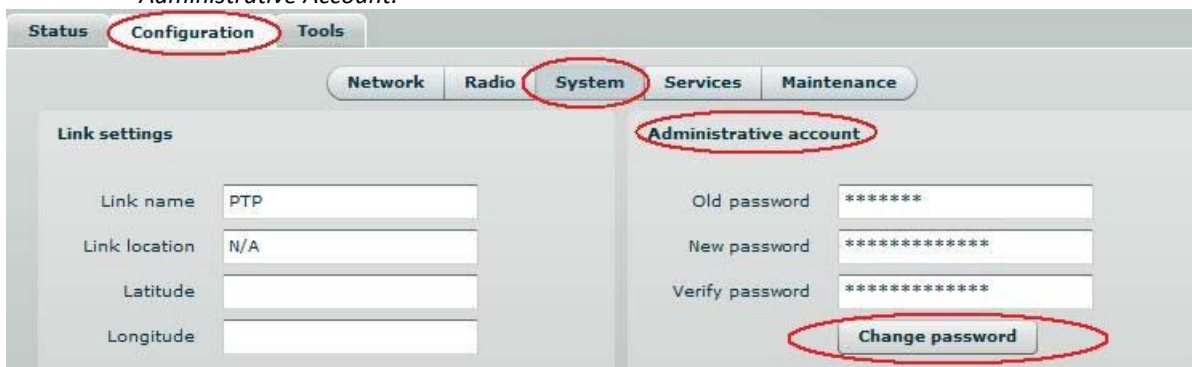 Administrative Account.
Status Configuration Tools
Network Radio System Services Maintenance
Link settings
Link name PTP
Link location N/A
Latitude
Longitude
Administrative account
Old password *******
New password *************
Verify password *************
Change password